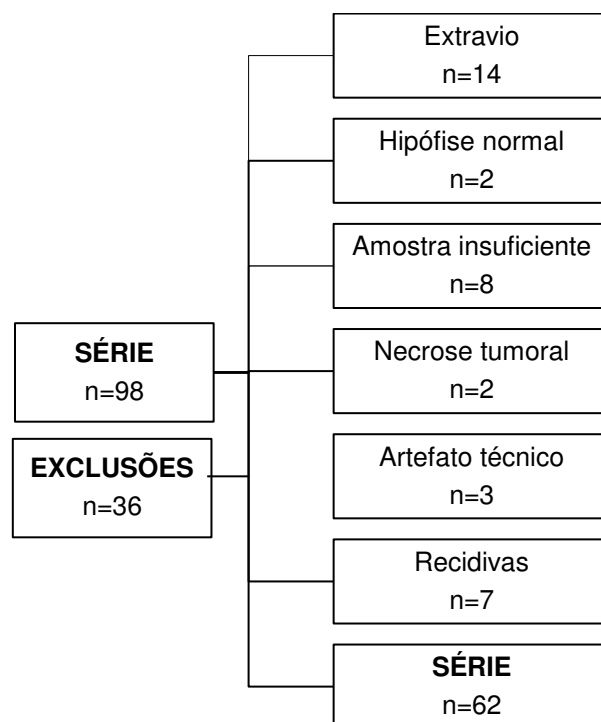 SÉRIE
n=98
EXCLUSÕES
n=36
Extravio
n=14
Hipófise normal
n=2
Amostra insuficiente
n=8
Necrose tumoral
n=2
Artefato técnico
n=3
Recidivas
n=7
SÉRIE
n=62